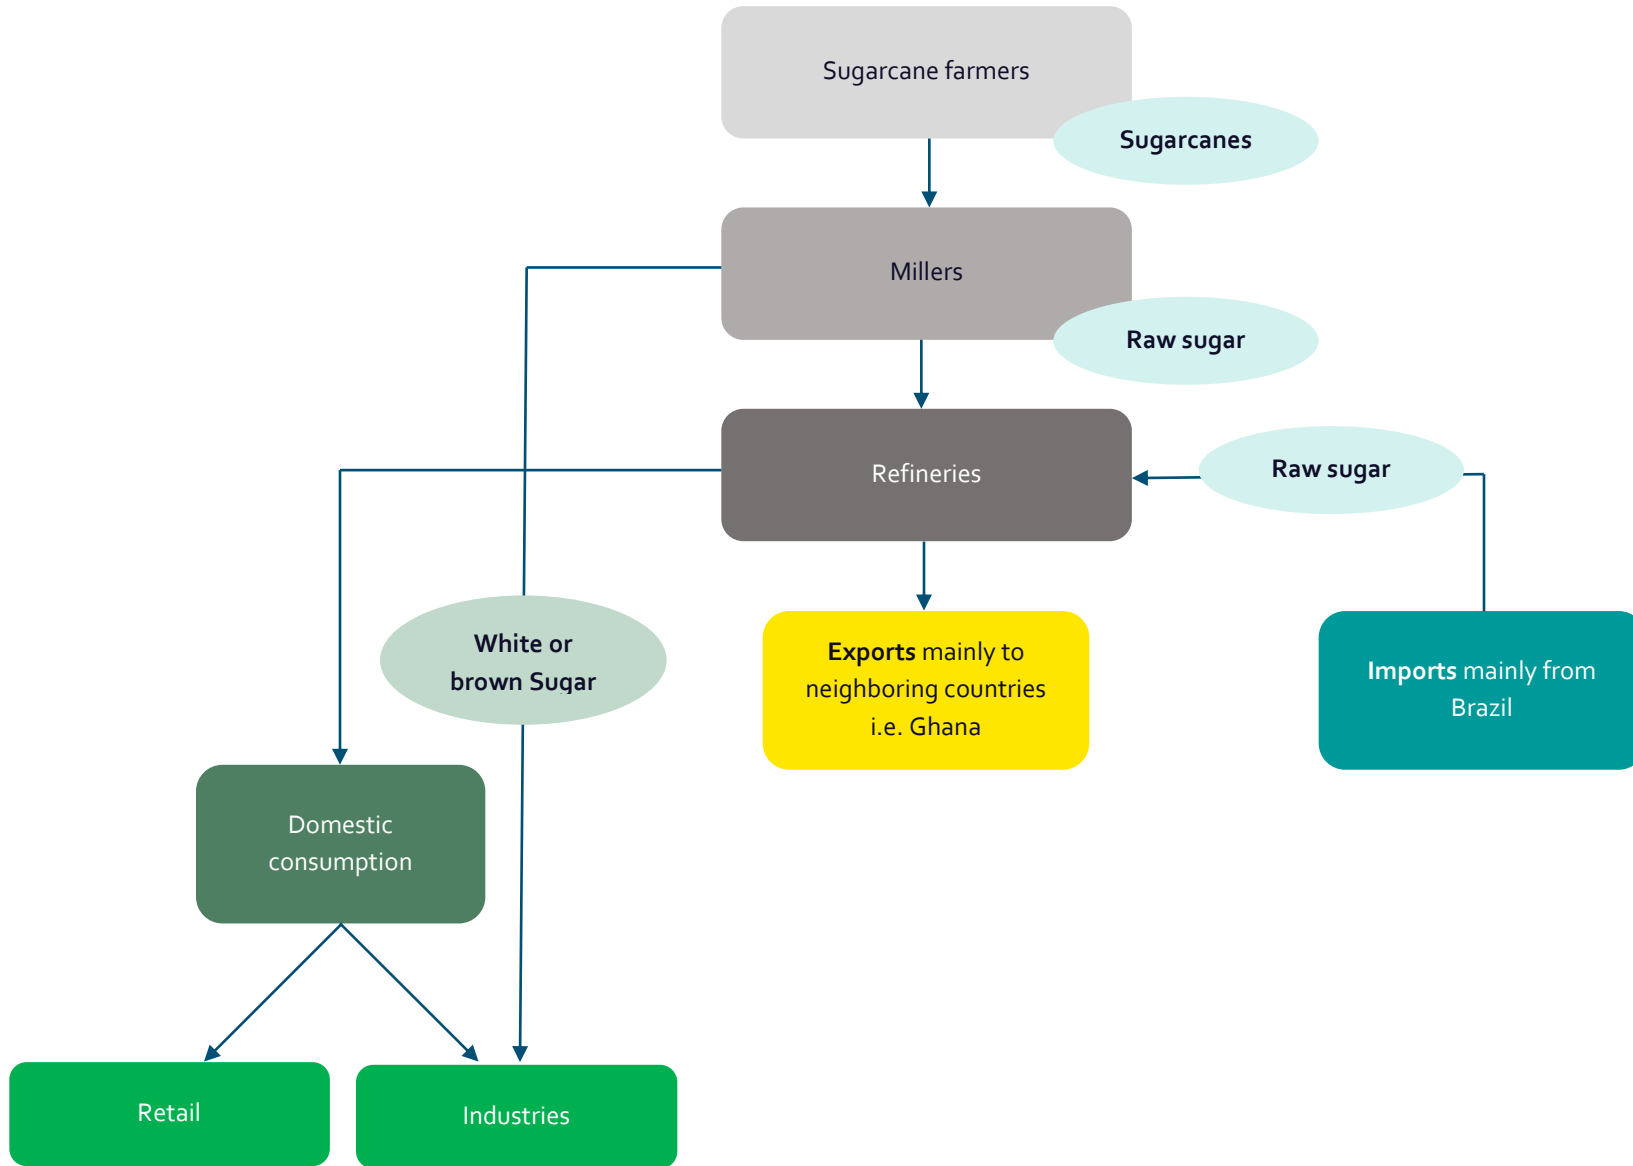 Sugarcane farmers
Sugarcanes
Millers
Raw sugar
Refineries
Raw sugar
White or
brown Sugar
Exports mainly to
neighboring countries
i.e. Ghana
Imports mainly from
Brazil
Domestic
consumption
Retail
Industries